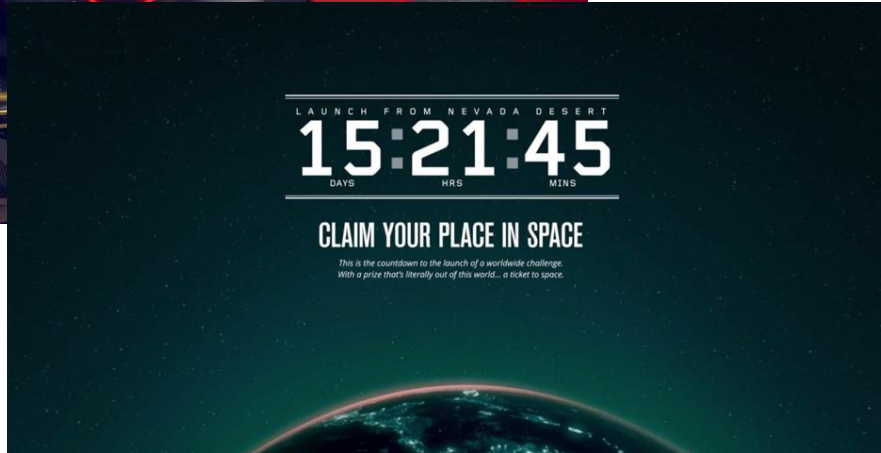 LAUNCH FROM NEVADA DESERT
15:21:45
DAYS HRS MINS
CLAIM YOUR PLACE IN SPACE
This is the countdown to the launch of a worldwide challenge.
With a prize that's literally out of this world... a ticket to space.